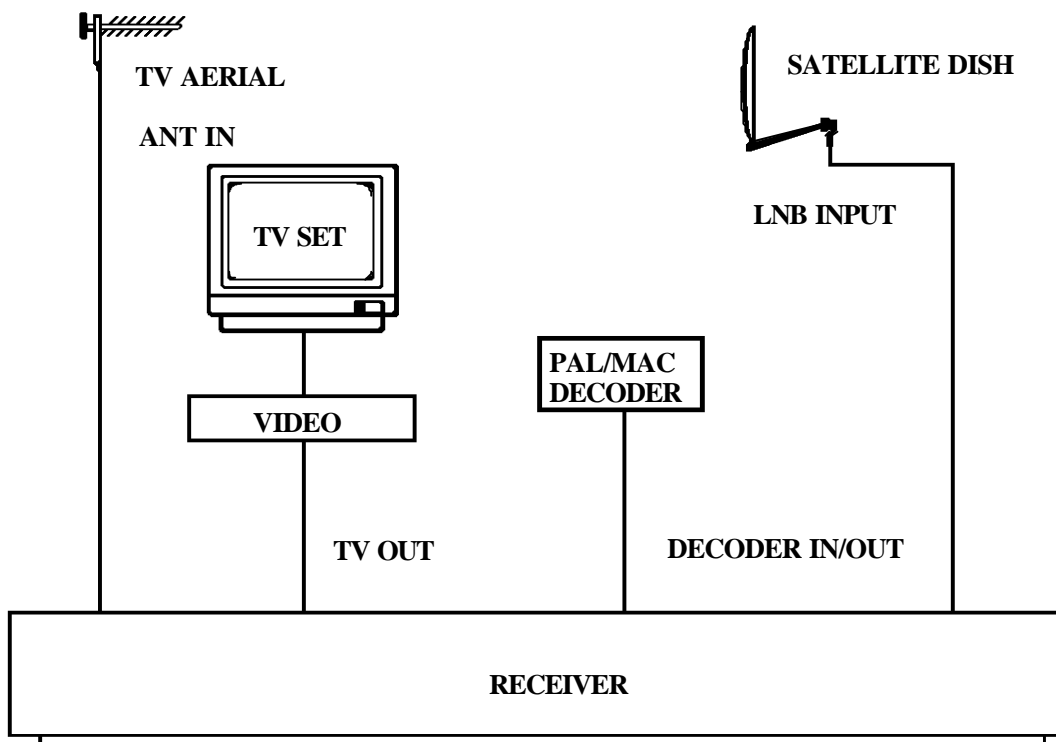 TV AERIAL
SATELLITE DISH
ANT IN
LNB INPUT
TV SET
PAL/MAC
DECODER
VIDEO
TV OUT
DECODER IN/OUT
RECEIVER